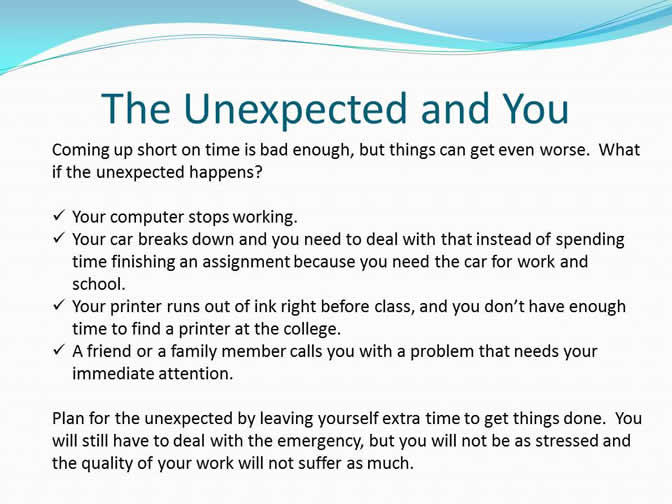 The Unexpected and You
Coming up short on time is bad enough, but things can get even worse.  What
if the unexpected happens?
✓ Your computer stops working.
✓ Your car breaks down and you need to deal with that instead of spending
time finishing an assignment because you need the car for work and
school.
✓ Your printer runs out of ink right before class, and you don’t have enough
time to find a printer at the college.
✓ A friend or a family member calls you with a problem that needs your
immediate attention.
Plan for the unexpected by leaving yourself extra time to get things done.  You
will still have to deal with the emergency, but you will not be as stressed and
the quality of your work will not suffer as much.